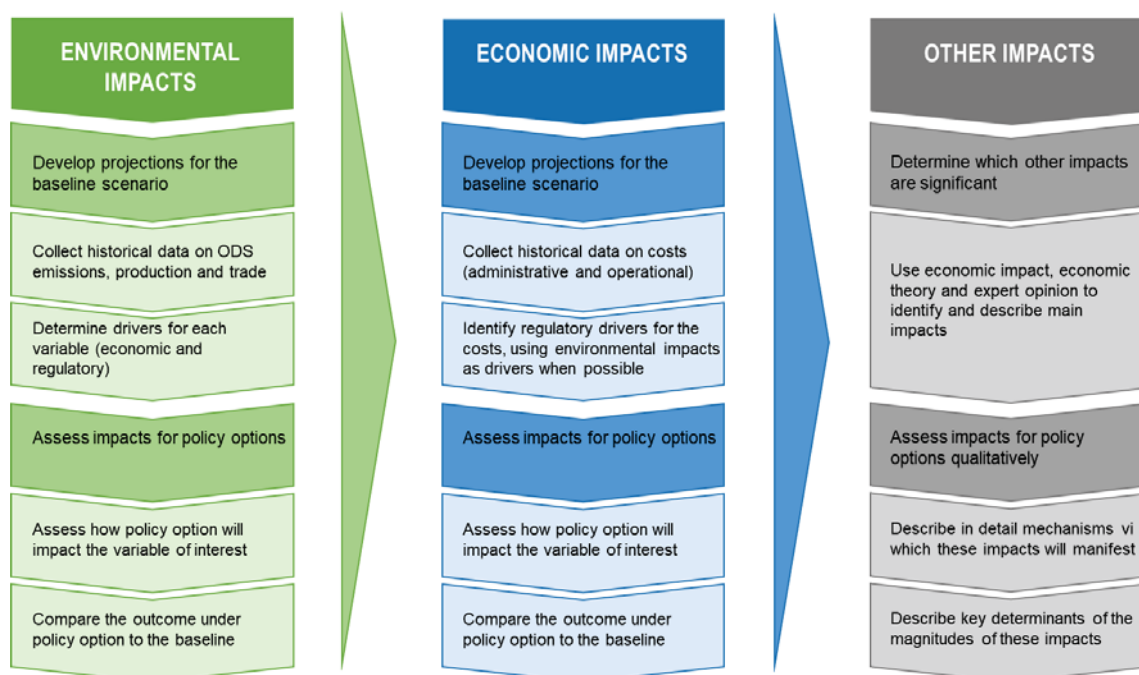 ENVIRONMENTAL
IMPACTS
Develop projections for the
baseline scenario
Collect historical data on ODS
emissions, production and trade
Determine drivers for each
variable (economic and
regulatory)
Assess impacts for policy options
Assess how policy option will
impact the variable of interest
Compare the outcome under
policy option to the baseline
ECONOMIC IMPACTS
Develop projections for the
baseline scenario
Collect historical data on costs
(administrative and operational)
Identify regulatory drivers for the
costs, using environmental impacts
as drivers when possible
Assess impacts for policy options
Assess how policy option will
impact the variable of interest
Compare the outcome under
policy option to the baseline
OTHER IMPACTS
Determine which other impacts
are significant
Use economic impact, economic
theory and expert opinion to
identify and describe main
impacts
Assess impacts for policy
options qualitatively
Describe in detail mechanisms vi
which these impacts will manifest
Describe key determinants of the
magnitudes of these impacts